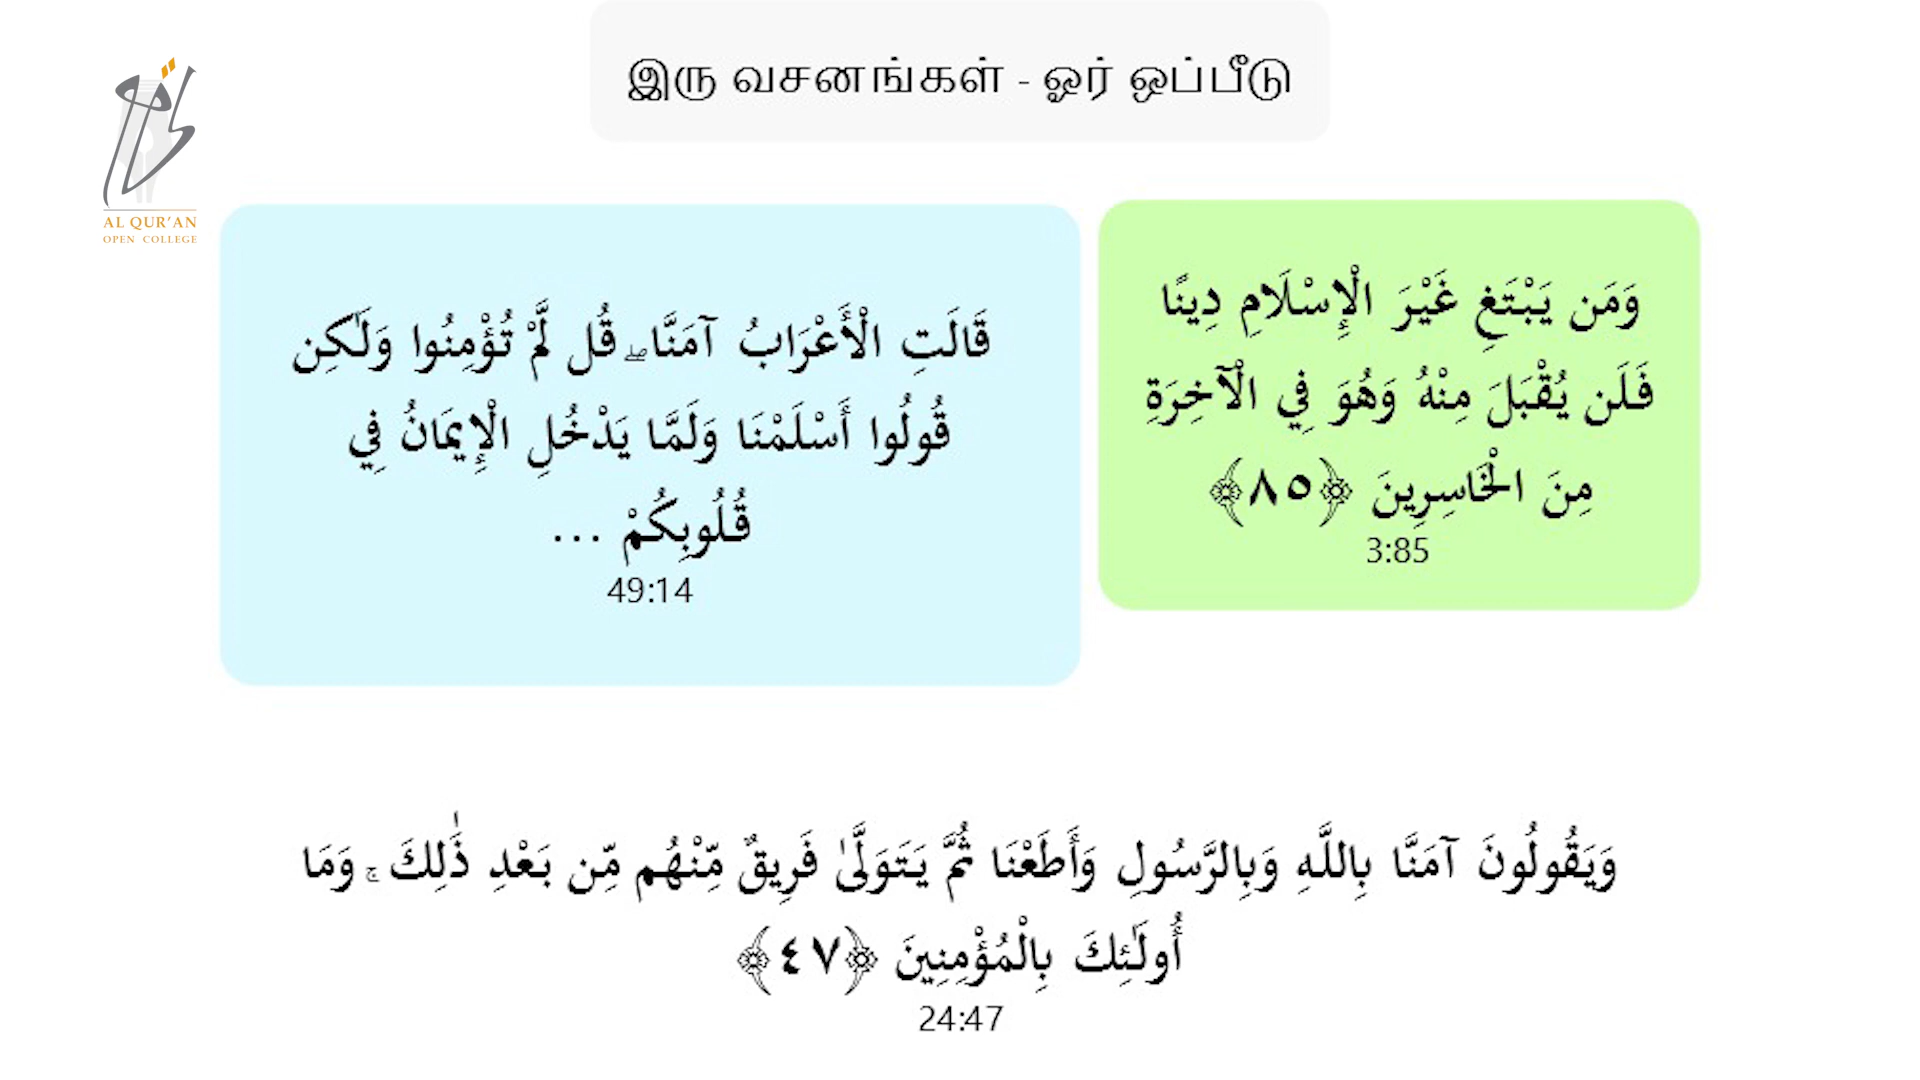 இரு வசனங்கள் - ஓர் ஒப்பீடு
AL QUR'AN
OPEN COLLEGE
وَمَن يَبْتَغِ غَيْرَ الْإِسْلَامِ دِينًا
فَلَن يُقْبَلَ مِنْهُ وَهُوَ فِي الْآخِرَةِ
مِنَ الْخَاسِرِينَ ﴿٨٥﴾
3:85
قَالَتِ الْأَعْرَابُ آمَنَّا ۖ قُل لَّمْ تُؤْمِنُوا وَلَٰكِن
قُولُوا أَسْلَمْنَا وَلَمَّا يَدْخُلِ الْإِيمَانُ فِي
قُلُوبِكُمْ ...
49:14
وَيَقُولُونَ آمَنَّا بِاللَّهِ وَبِالرَّسُولِ وَأَطَعْنَا ثُمَّ يَتَوَلَّىٰ فَرِيقٌ مِّنْهُم مِّن بَعْدِ ذَٰلِكَ ۚ وَمَا
أُولَٰئِكَ بِالْمُؤْمِنِينَ ﴿٤٧﴾
24:47